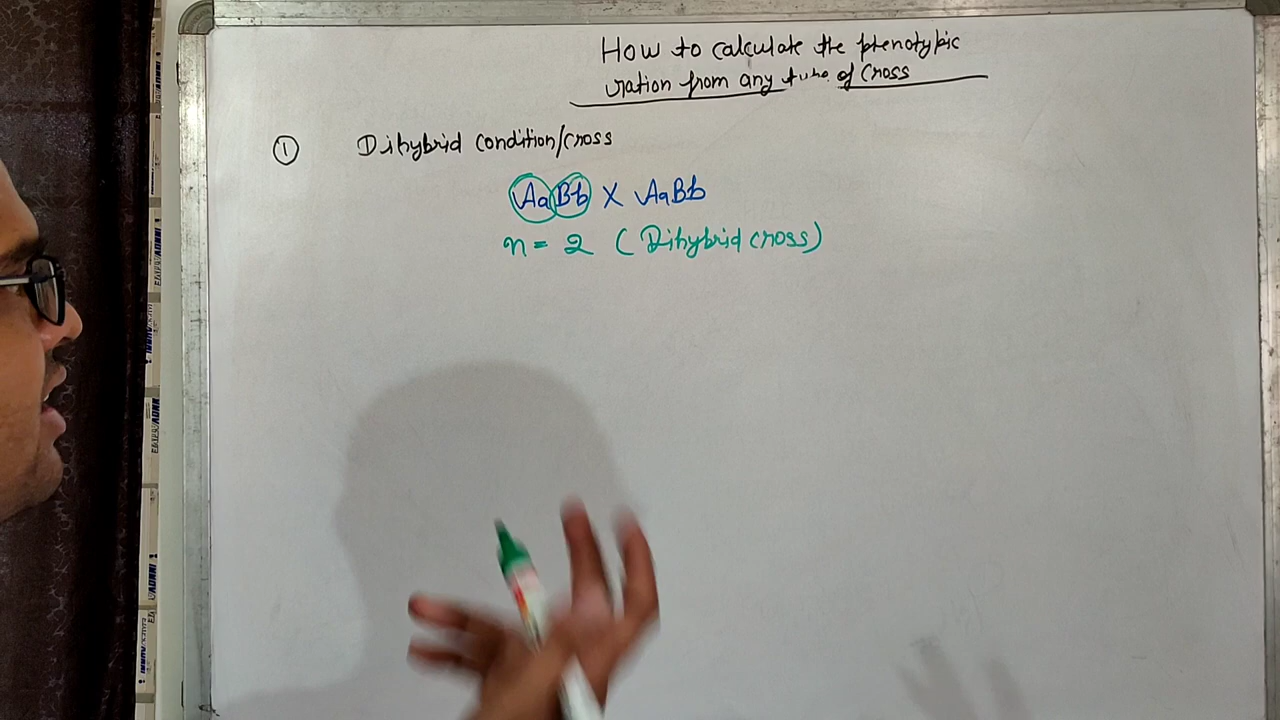 How to calculate the phenotypic
ration from any of Cross
① Dihybrid condition/cross
AaBb X AaBb
n = 2 (Dihybrid cross)